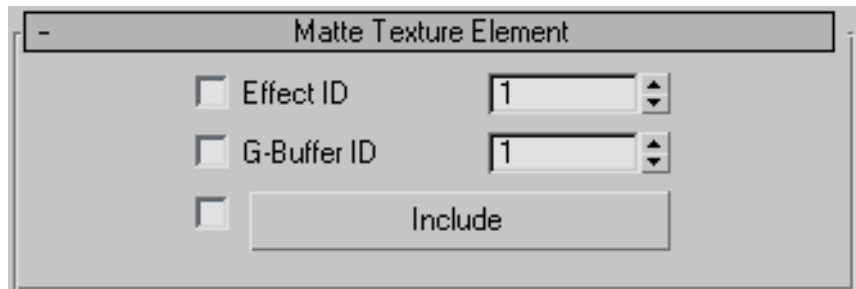 - Matte Texture Element
Effect ID 1
G-Buffer ID 1
Include